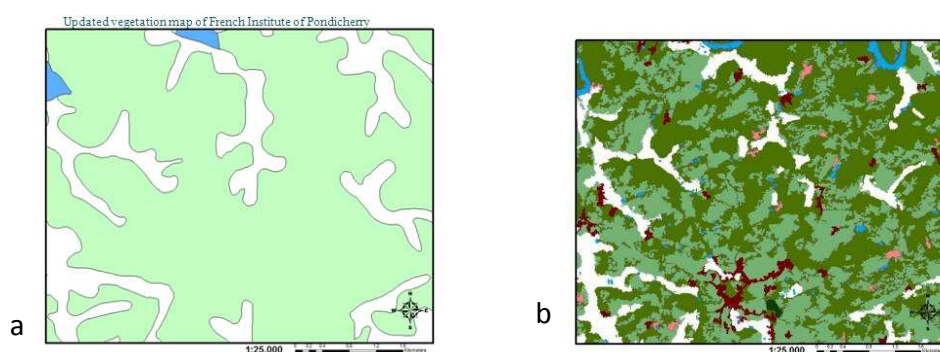 Updated vegetation map of French Institute of Pondicherry
a
b
1:25,000
1:25,000